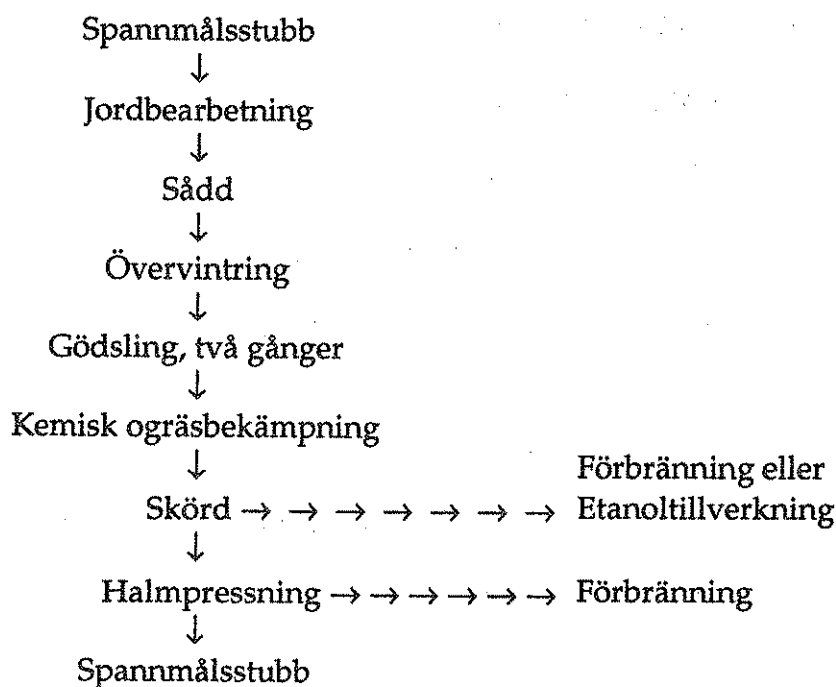 Spannmålsstubb
↓
Jordbearbetning
↓
Sådd
↓
Övervintring
↓
Gödsling, två gånger
↓
Kemisk ogräsbekämpning
↓
Förbränning eller
Skörd → → → → → → → Etanoltillverkning
↓
Halmpressning → → → → → → Förbränning
↓
Spannmålsstubb